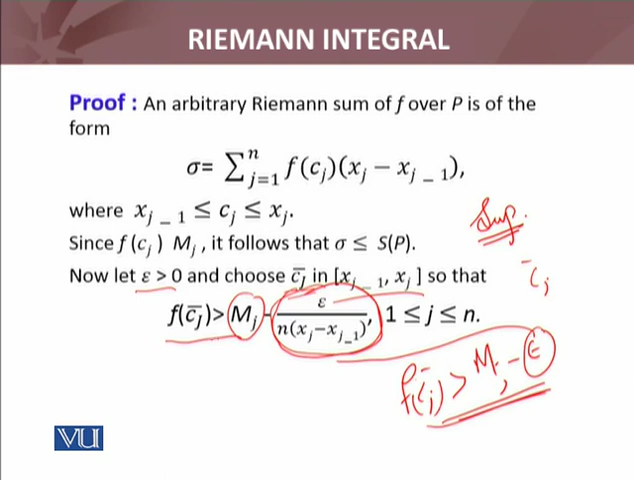 RIEMANN INTEGRAL
Proof : An arbitrary Riemann sum of f over P is of the
form
σ= ∑ⁿⱼ₌₁ f(cⱼ)(xⱼ − xⱼ ₋ ₁),
where xⱼ ₋ ₁ ≤ cⱼ ≤ xⱼ.
Sup.
Since f (cⱼ) Mⱼ , it follows that σ ≤ S(P).
Now let ε > 0 and choose c̅ⱼ in [xⱼ ₋ ₁, xⱼ ] so that
c̅ⱼ
f(c̅ⱼ)> Mⱼ − ε/n(xⱼ−xⱼ₋₁), 1 ≤ j ≤ n.
f(c̅ⱼ) > Mⱼ − ε
VU